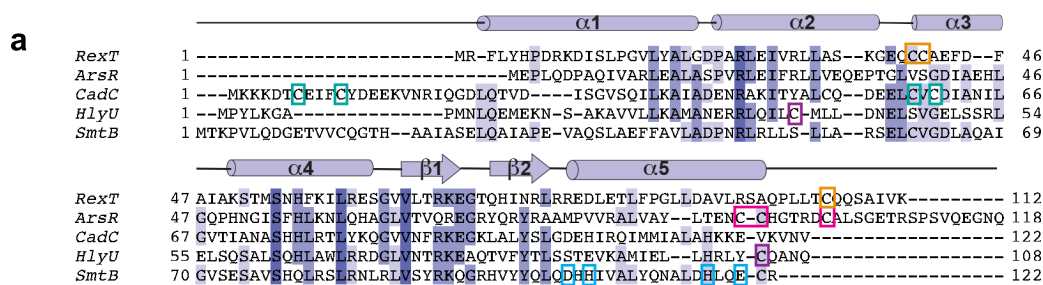 a
α1 α2 α3
RexT 1 ------------------------MR-FLYHPDRKDISLPGVLYALGDPARLEIVRLLAS--KGEQCCAEFD--F 46
ArsR 1 -----------------------------MEPLQDPAQIVARLEALASPVRLEIFRLLVEQEPTGLVSGDIAEHL 46
CadC 1 ---MKKKDTCEIFCYDEEKVNRIQGDLQTVD----ISGVSQILKAIADENRAKITYALCQ--DEELCVCDIANIL 66
HlyU 1 --MPYLKGA---------------PMNLQEMEKN-SAKAVVLLKAMANERRLQILC-MLL--DNELSVGELSSRL 54
SmtB 1 MTKPVLQDGETVVCQGTH--AAIASELQAIAPE-VAQSLAEFFAVLADPNRLRLLS-LLA--RSELCVGDLAQAI 69
α4 β1 β2 α5
RexT 47 AIAKSTMSNHFKILRESGVVLTRKEGTQHINRLRREDLETLFPGLLDAVLRSAQPLLTCQQSAIVK--------- 112
ArsR 47 GQPHNGISFHLKNLQHAGLVTVQREGRYQRYRAAMPVVRALVAY--LTENC-CHGTRDCALSGETRSPSVQEGNQ 118
CadC 67 GVTIANASHHLRTLYKQGVVNFRKEGKLALYSLGDEHIRQIMMIALAHKKE-VKVNV------------------ 122
HlyU 55 ELSQSALSQHLAWLRRDGLVTNRKEAQTVFYTLSSTEVKAMIEL--LHRLY-CQANQ------------------ 108
SmtB 70 GVSESAVSHQLRSLRNLRLVSYRKQGRHVYYQLQDHHIVALYQNALDHLQE-CR--------------------- 122